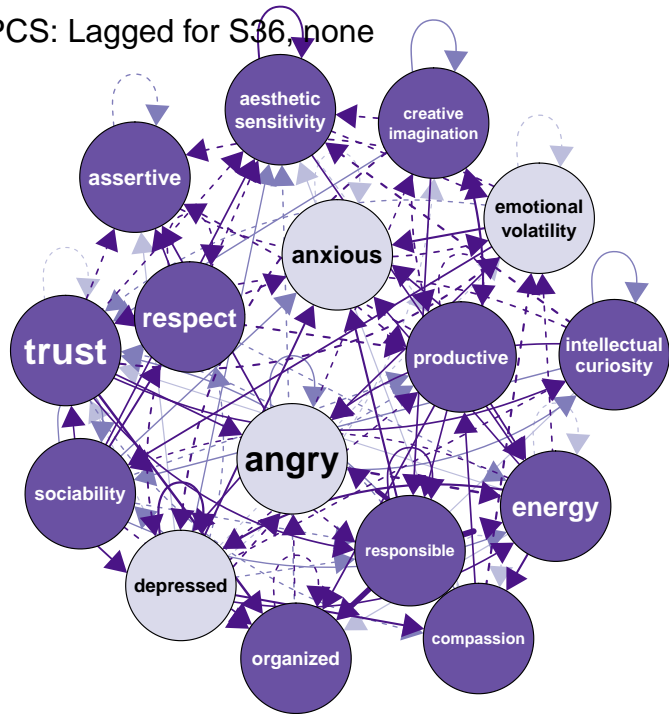 PCS: Lagged for S36, none
aesthetic
sensitivity
creative
imagination
assertive
emotional
volatility
anxious
respect
trust
productive
intellectual
curiosity
angry
sociability
energy
responsible
depressed
compassion
organized